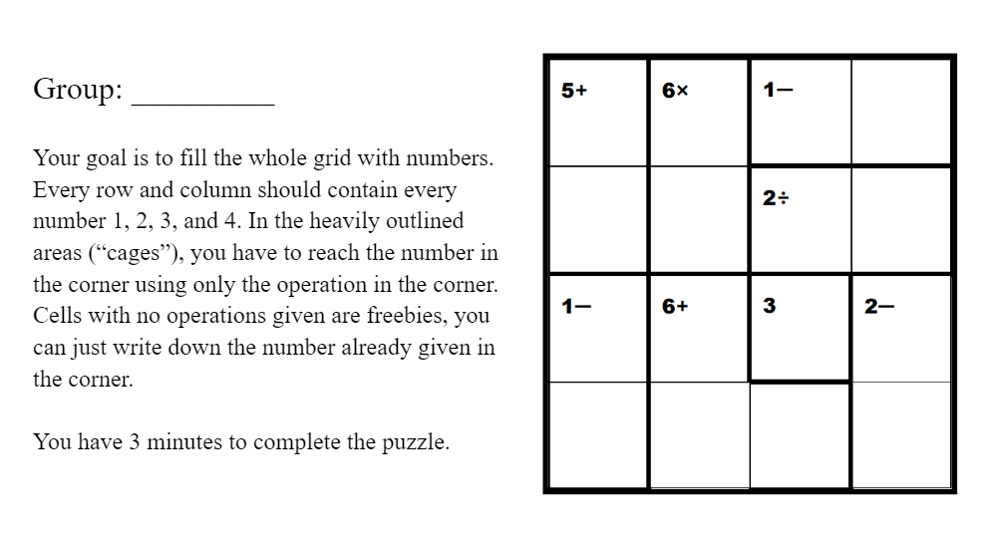 Group: _________
Your goal is to fill the whole grid with numbers.
Every row and column should contain every
number 1, 2, 3, and 4. In the heavily outlined
areas (“cages”), you have to reach the number in
the corner using only the operation in the corner.
Cells with no operations given are freebies, you
can just write down the number already given in
the corner.
You have 3 minutes to complete the puzzle.
5+ 6× 1−
2÷
1− 6+ 3 2−